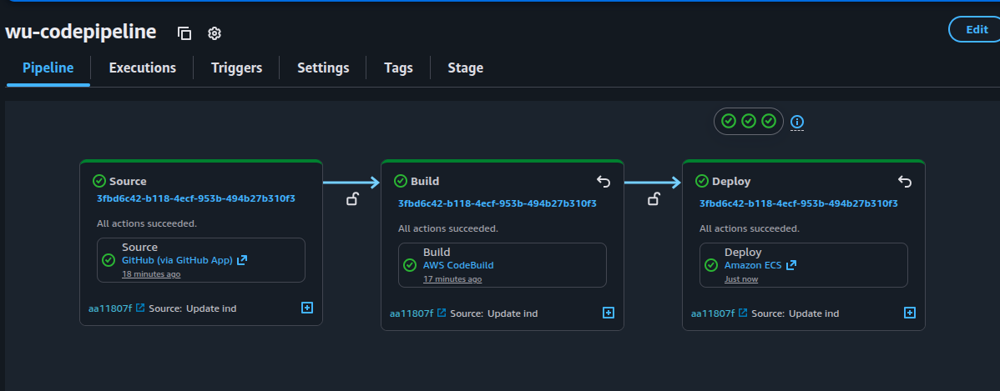 wu-codepipeline
Edit
Pipeline
Executions
Triggers
Settings
Tags
Stage
Source
3fbd6c42-b118-4ecf-953b-494b27b310f3
All actions succeeded.
Source
GitHub (via GitHub App)
18 minutes ago
aa11807f Source: Update ind
Build
3fbd6c42-b118-4ecf-953b-494b27b310f3
All actions succeeded.
Build
AWS CodeBuild
17 minutes ago
aa11807f Source: Update ind
Deploy
3fbd6c42-b118-4ecf-953b-494b27b310f3
All actions succeeded.
Deploy
Amazon ECS
Just now
aa11807f Source: Update ind